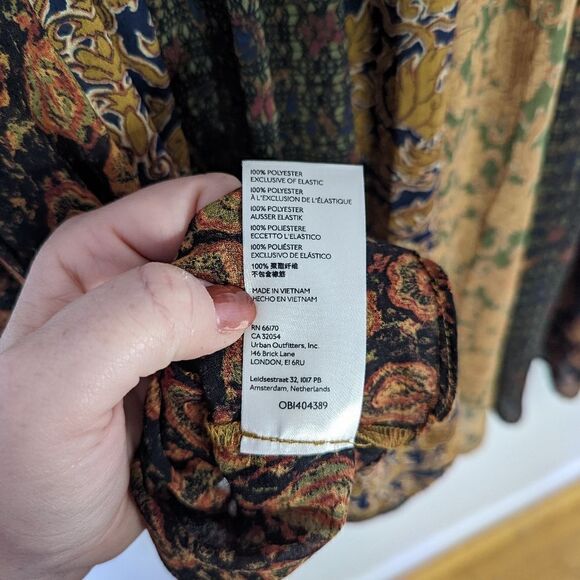 100% POLYESTER
EXCLUSIVE OF ELASTIC
100% POLYESTER
À L'EXCLUSION DE L'ÉLASTIQUE
100% POLYESTER
AUSSER ELASTIK
100% POLIESTERE
ECCETTO L'ELASTICO
100% POLIÉSTER
EXCLUSIVO DE ELÁSTICO
100% 聚酯纤维
不包含橡筋
MADE IN VIETNAM
HECHO EN VIETNAM
RN 66170
CA 32054
Urban Outfitters, Inc.
146 Brick Lane
LONDON, E1 6RU
Leidsestraat 32, 1017 PB
Amsterdam, Netherlands
OB1404389